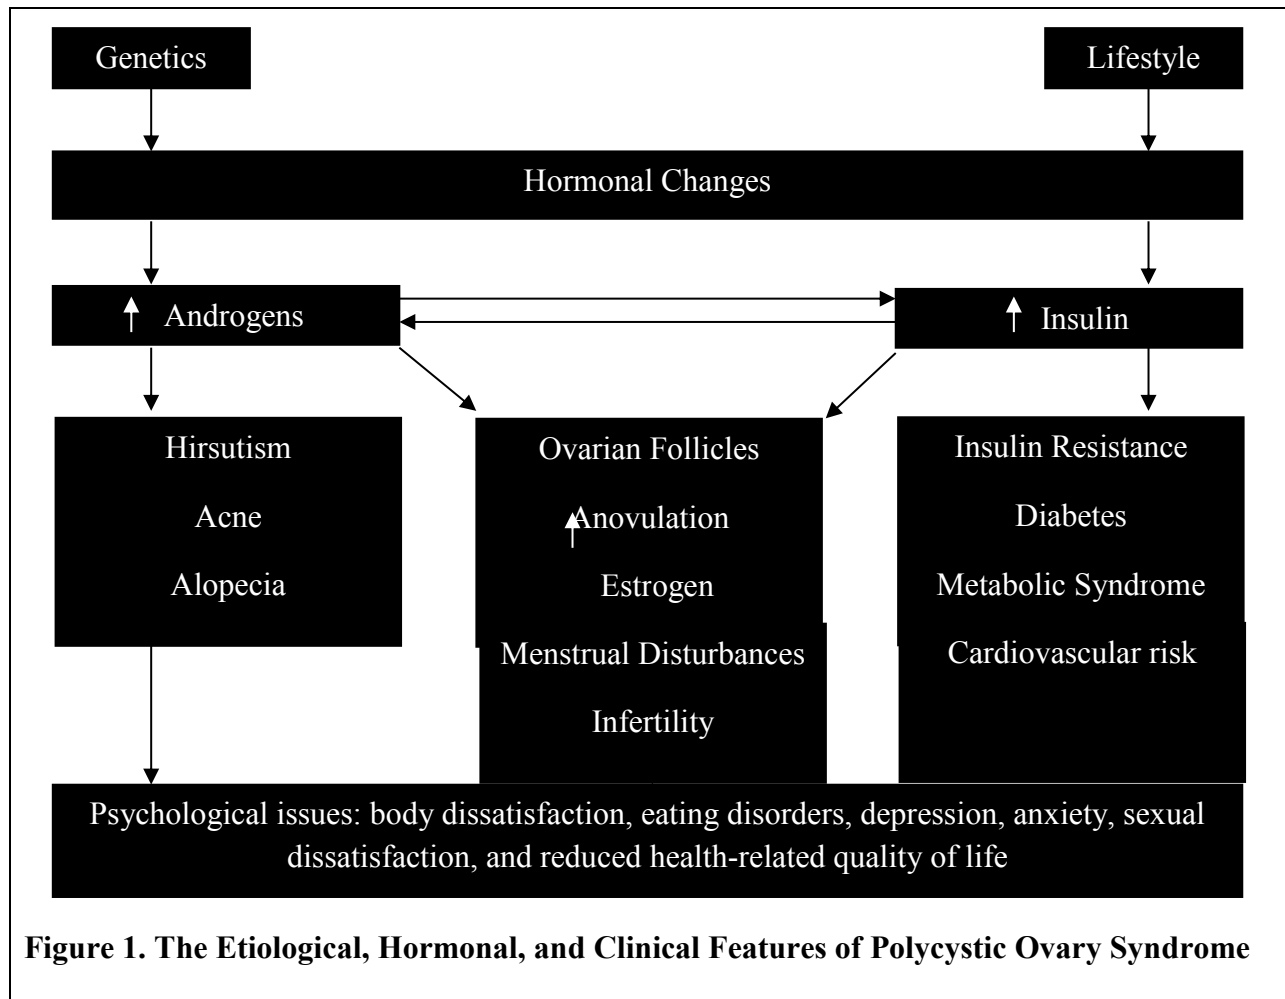 Genetics
Lifestyle
Hormonal Changes
↑ Androgens
↑ Insulin
Hirsutism
Acne
Alopecia
Ovarian Follicles
↑Anovulation
Estrogen
Menstrual Disturbances
Infertility
Insulin Resistance
Diabetes
Metabolic Syndrome
Cardiovascular risk
Psychological issues: body dissatisfaction, eating disorders, depression, anxiety, sexual
dissatisfaction, and reduced health-related quality of life
Figure 1. The Etiological, Hormonal, and Clinical Features of Polycystic Ovary Syndrome